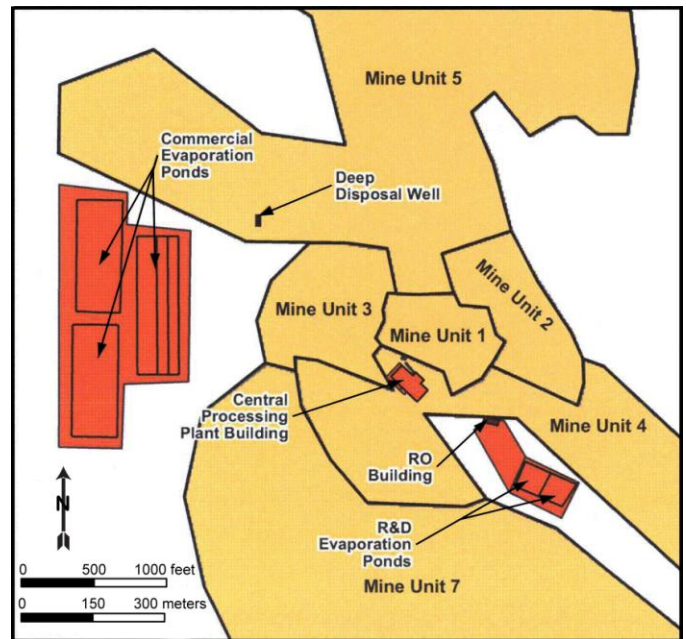 Mine Unit 5
Commercial
Evaporation
Ponds
Deep
Disposal Well
Mine Unit 2
Mine Unit 3
Mine Unit 1
Central
Processing
Plant Building
Mine Unit 4
RO
Building
N
R&D
Evaporation
Ponds
0 500 1000 feet
Mine Unit 7
0 150 300 meters